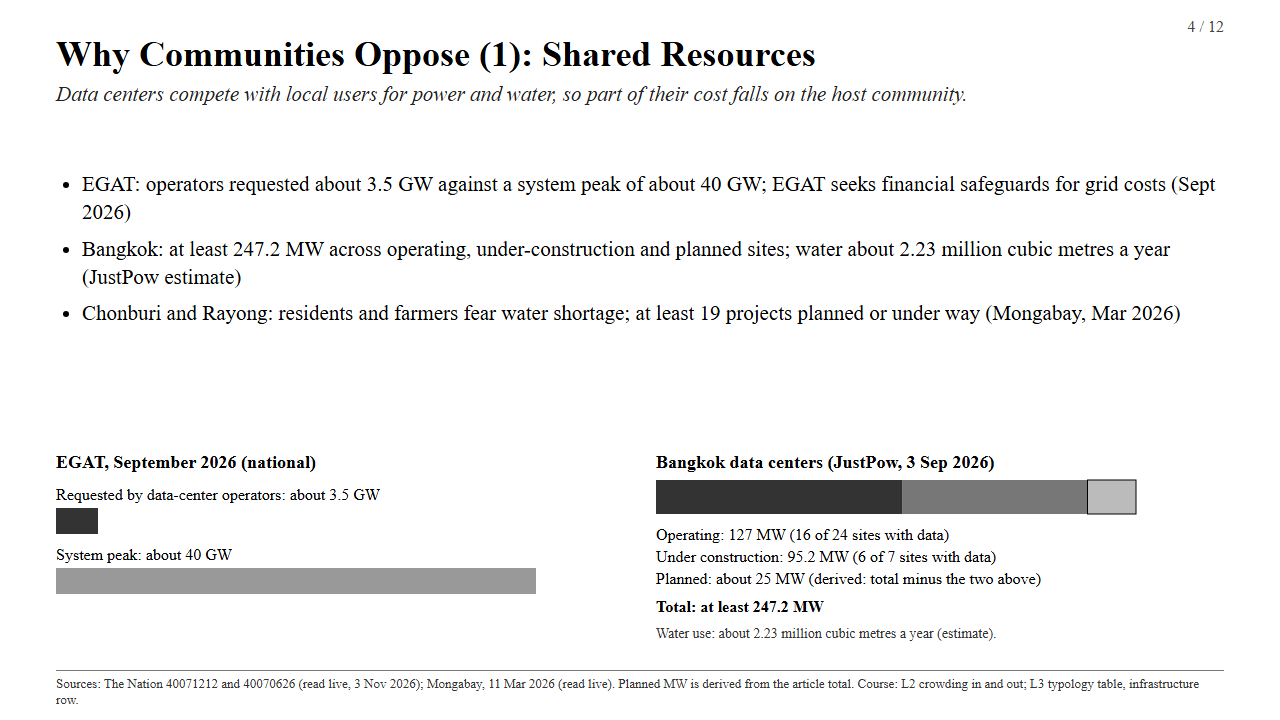 4 / 12
Why Communities Oppose (1): Shared Resources
Data centers compete with local users for power and water, so part of their cost falls on the host community.
• EGAT: operators requested about 3.5 GW against a system peak of about 40 GW; EGAT seeks financial safeguards for grid costs (Sept
2026)
• Bangkok: at least 247.2 MW across operating, under-construction and planned sites; water about 2.23 million cubic metres a year
(JustPow estimate)
• Chonburi and Rayong: residents and farmers fear water shortage; at least 19 projects planned or under way (Mongabay, Mar 2026)
EGAT, September 2026 (national)
Requested by data-center operators: about 3.5 GW
System peak: about 40 GW
Bangkok data centers (JustPow, 3 Sep 2026)
Operating: 127 MW (16 of 24 sites with data)
Under construction: 95.2 MW (6 of 7 sites with data)
Planned: about 25 MW (derived: total minus the two above)
Total: at least 247.2 MW
Water use: about 2.23 million cubic metres a year (estimate).
Sources: The Nation 40071212 and 40070626 (read live, 3 Nov 2026); Mongabay, 11 Mar 2026 (read live). Planned MW is derived from the article total. Course: L2 crowding in and out; L3 typology table, infrastructure
row.